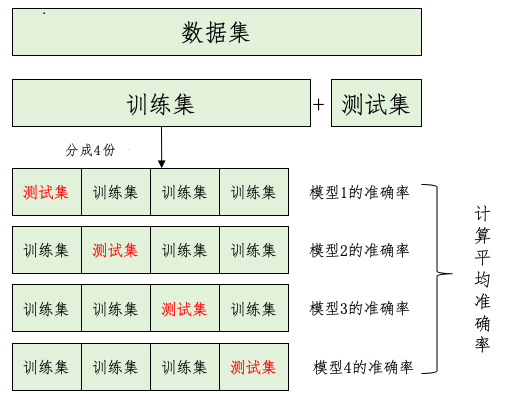 数据集
训练集 + 测试集
分成4份
测试集 训练集 训练集 训练集 模型1的准确率
训练集 测试集 训练集 训练集 模型2的准确率
训练集 训练集 测试集 训练集 模型3的准确率
训练集 训练集 训练集 测试集 模型4的准确率
计算平均准确率